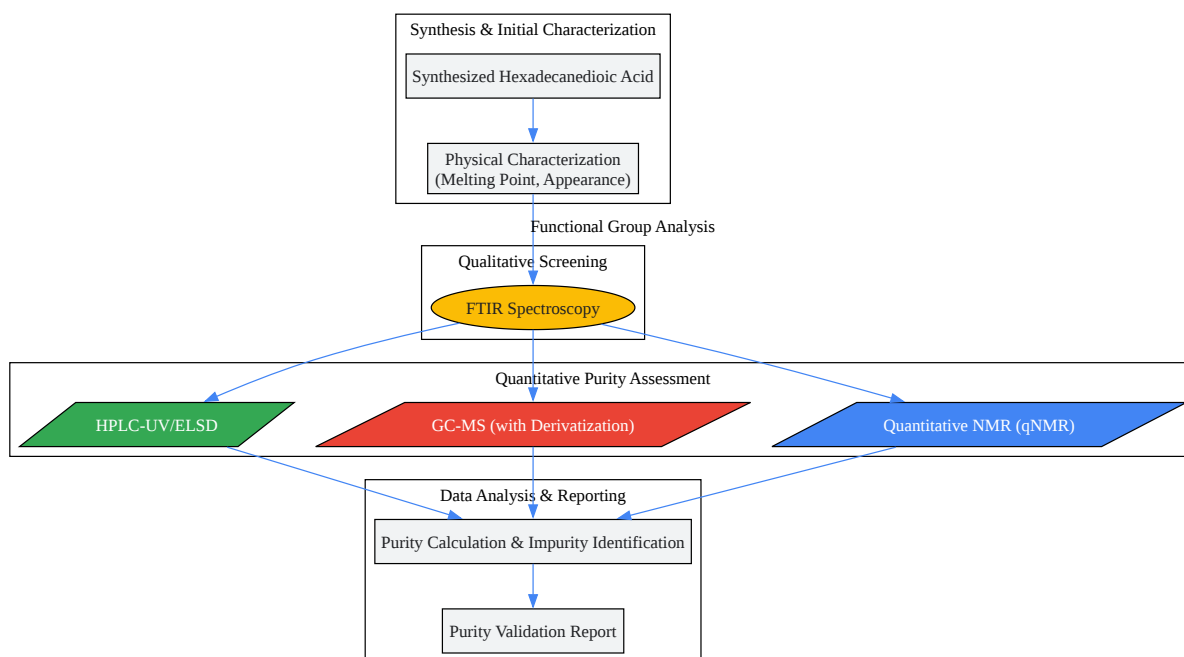 Synthesis & Initial Characterization
Synthesized Hexadecanedioic Acid
Physical Characterization
(Melting Point, Appearance)
Functional Group Analysis
Qualitative Screening
FTIR Spectroscopy
Quantitative Purity Assessment
HPLC-UV/ELSD
GC-MS (with Derivatization)
Quantitative NMR (qNMR)
Data Analysis & Reporting
Purity Calculation & Impurity Identification
Purity Validation Report